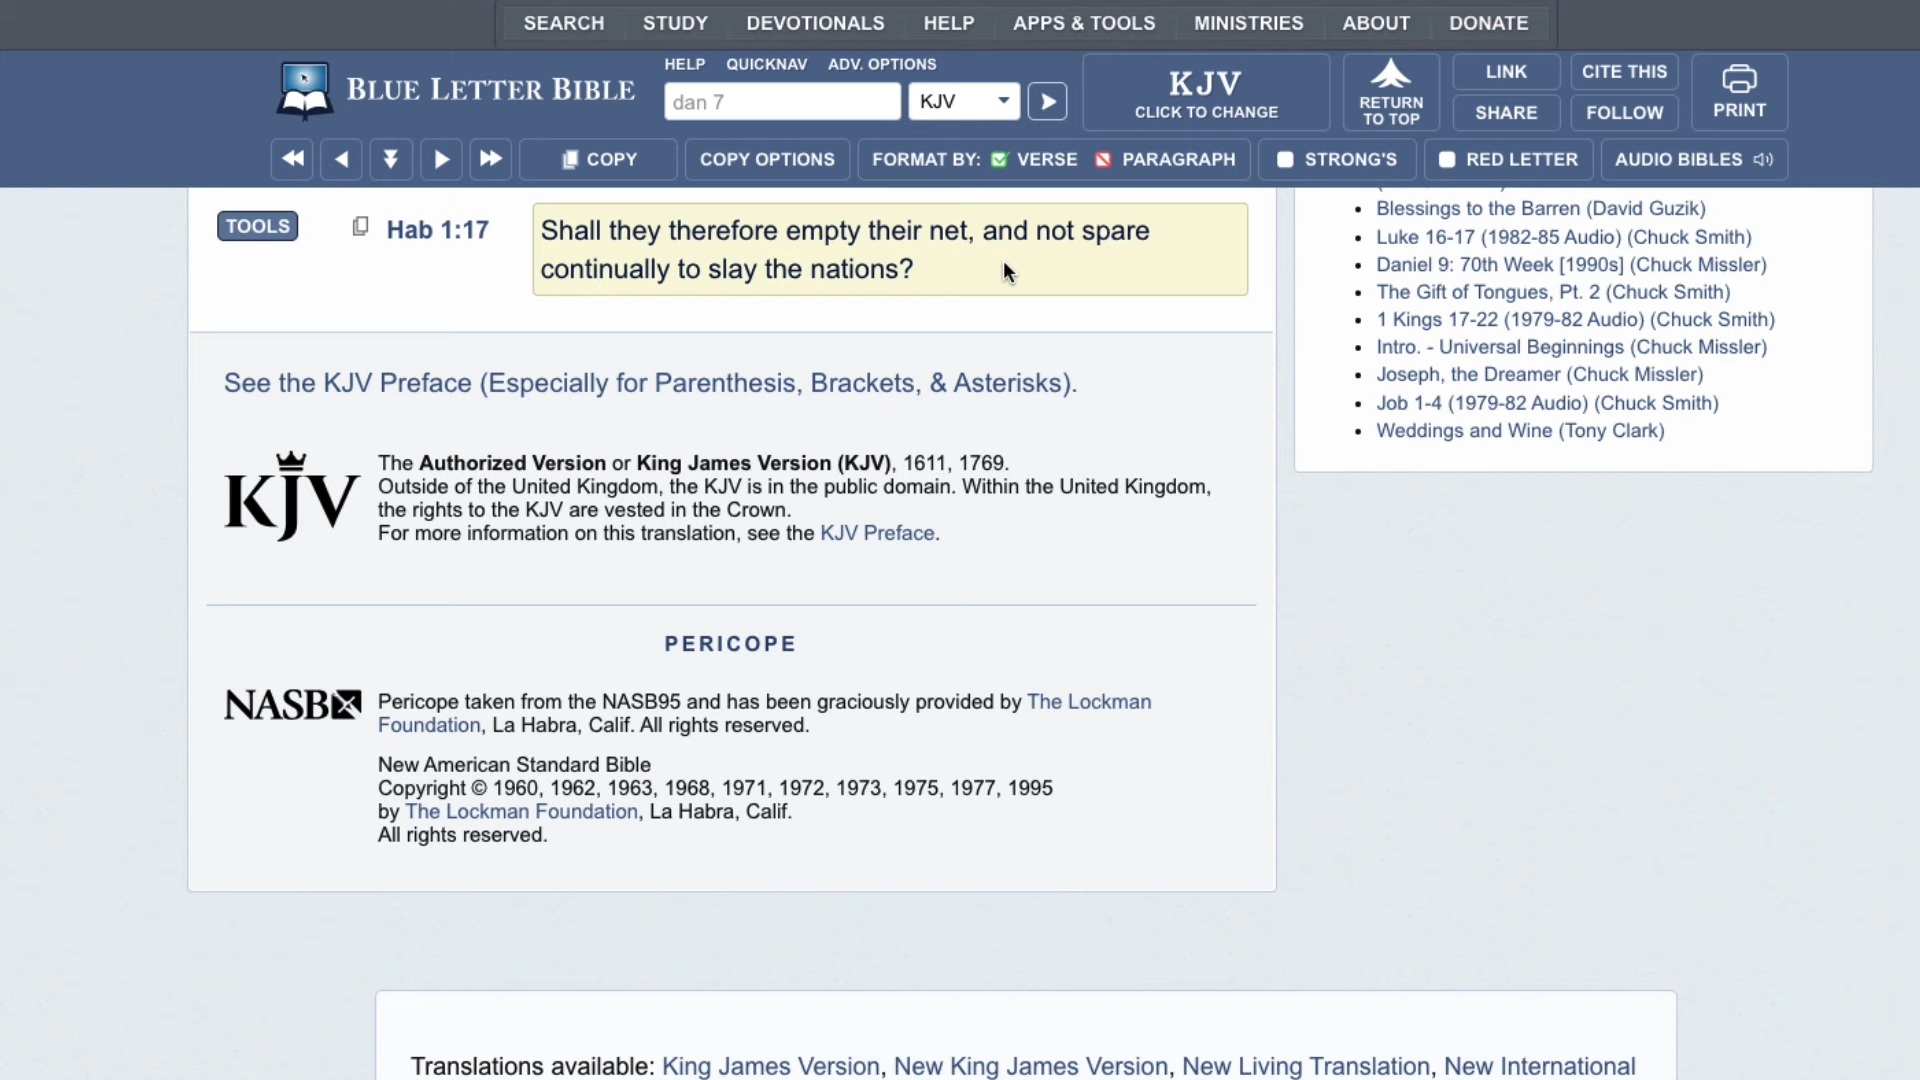 SEARCH STUDY DEVOTIONALS HELP APPS & TOOLS MINISTRIES ABOUT DONATE
BLUE LETTER BIBLE
HELP QUICKNAV ADV. OPTIONS
dan 7 KJV
KJV
CLICK TO CHANGE
RETURN
TO TOP
LINK CITE THIS
SHARE FOLLOW
PRINT
COPY COPY OPTIONS FORMAT BY: VERSE PARAGRAPH STRONG'S RED LETTER AUDIO BIBLES
TOOLS Hab 1:17 Shall they therefore empty their net, and not spare
continually to slay the nations?
See the KJV Preface (Especially for Parenthesis, Brackets, & Asterisks).
KJV
The Authorized Version or King James Version (KJV), 1611, 1769.
Outside of the United Kingdom, the KJV is in the public domain. Within the United Kingdom,
the rights to the KJV are vested in the Crown.
For more information on this translation, see the KJV Preface.
PERICOPE
NASB
Pericope taken from the NASB95 and has been graciously provided by The Lockman
Foundation, La Habra, Calif. All rights reserved.
New American Standard Bible
Copyright © 1960, 1962, 1963, 1968, 1971, 1972, 1973, 1975, 1977, 1995
by The Lockman Foundation, La Habra, Calif.
All rights reserved.
Blessings to the Barren (David Guzik)
Luke 16-17 (1982-85 Audio) (Chuck Smith)
Daniel 9: 70th Week [1990s] (Chuck Missler)
The Gift of Tongues, Pt. 2 (Chuck Smith)
1 Kings 17-22 (1979-82 Audio) (Chuck Smith)
Intro. - Universal Beginnings (Chuck Missler)
Joseph, the Dreamer (Chuck Missler)
Job 1-4 (1979-82 Audio) (Chuck Smith)
Weddings and Wine (Tony Clark)
Translations available: King James Version, New King James Version, New Living Translation, New International